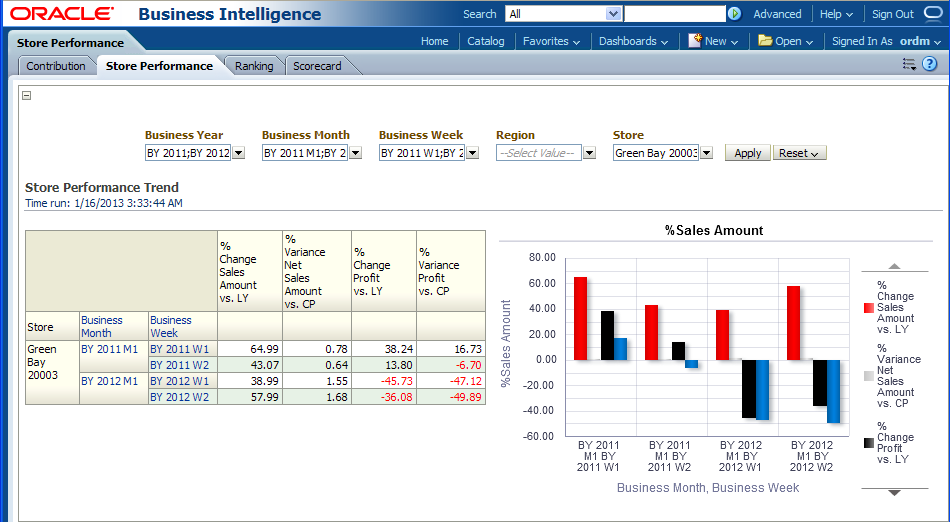 ORACLE Business Intelligence
Search All Advanced Help Sign Out
Store Performance
Home Catalog Favorites Dashboards New Open Signed In As ordm
Contribution Store Performance Ranking Scorecard
Business Year Business Month Business Week Region Store
BY 2011;BY 2012 BY 2011 M1;BY 2 BY 2011 W1;BY 2 --Select Value-- Green Bay 20003 Apply Reset
Store Performance Trend
Time run: 1/16/2013 3:33:44 AM
%
Change
Sales
Amount
vs. LY
%
Variance
Net
Sales
Amount
vs. CP
%
Change
Profit
vs. LY
%
Variance
Profit
vs. CP
Store
Business
Month
Business
Week
Green
Bay
20003
BY 2011 M1 BY 2011 W1 64.99 0.78 38.24 16.73
BY 2011 W2 43.07 0.64 13.80 -6.70
BY 2012 M1 BY 2012 W1 38.99 1.55 -45.73 -47.12
BY 2012 W2 57.99 1.68 -36.08 -49.89
%Sales Amount
%Sales Amount
80.00
60.00
40.00
20.00
0.00
-20.00
-40.00
-60.00
BY 2011
M1 BY
2011 W1
BY 2011
M1 BY
2011 W2
BY 2012
M1 BY
2012 W1
BY 2012
M1 BY
2012 W2
Business Month, Business Week
%
Change
Sales
Amount
vs. LY
%
Variance
Net
Sales
Amount
vs. CP
%
Change
Profit
vs. LY